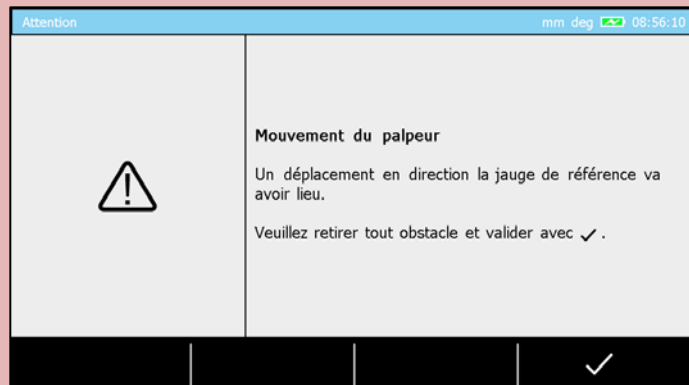 Attention mm deg 08:56:10
Mouvement du palpeur
Un déplacement en direction la jauge de référence va
avoir lieu.
Veuillez retirer tout obstacle et valider avec ✓ .